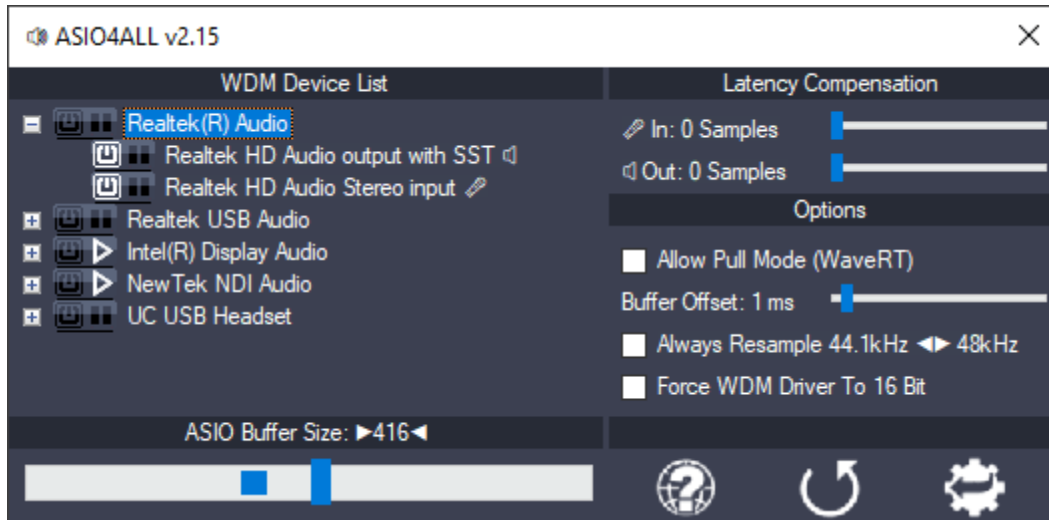 ASIO4ALL v2.15
WDM Device List
Realtek(R) Audio
Realtek HD Audio output with SST
Realtek HD Audio Stereo input
Realtek USB Audio
Intel(R) Display Audio
NewTek NDI Audio
UC USB Headset
ASIO Buffer Size: ▶416◀
Latency Compensation
In: 0 Samples
Out: 0 Samples
Options
Allow Pull Mode (WaveRT)
Buffer Offset: 1 ms
Always Resample 44.1kHz ◀▶ 48kHz
Force WDM Driver To 16 Bit